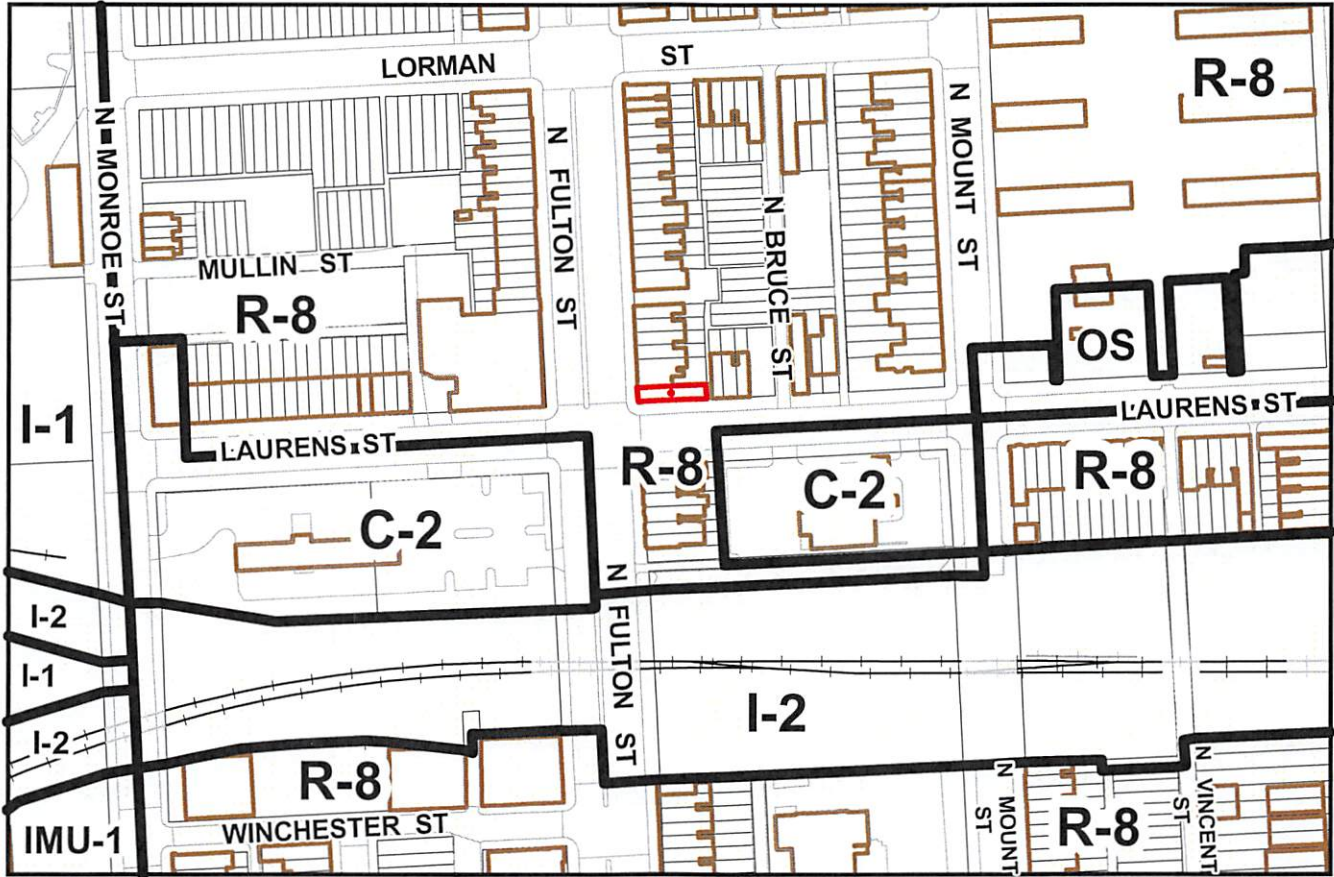 LORMAN ST
R-8
N MONROE ST
N FULTON ST
N BRUCE ST
N MOUNT ST
MULLIN ST
R-8
OS
I-1
LAURENS ST
LAURENS ST
R-8
C-2
R-8
C-2
N FULTON ST
I-2
I-1
I-2
I-2
R-8
WINCHESTER ST
IMU-1
N MOUNT ST
R-8
N VINCENT ST